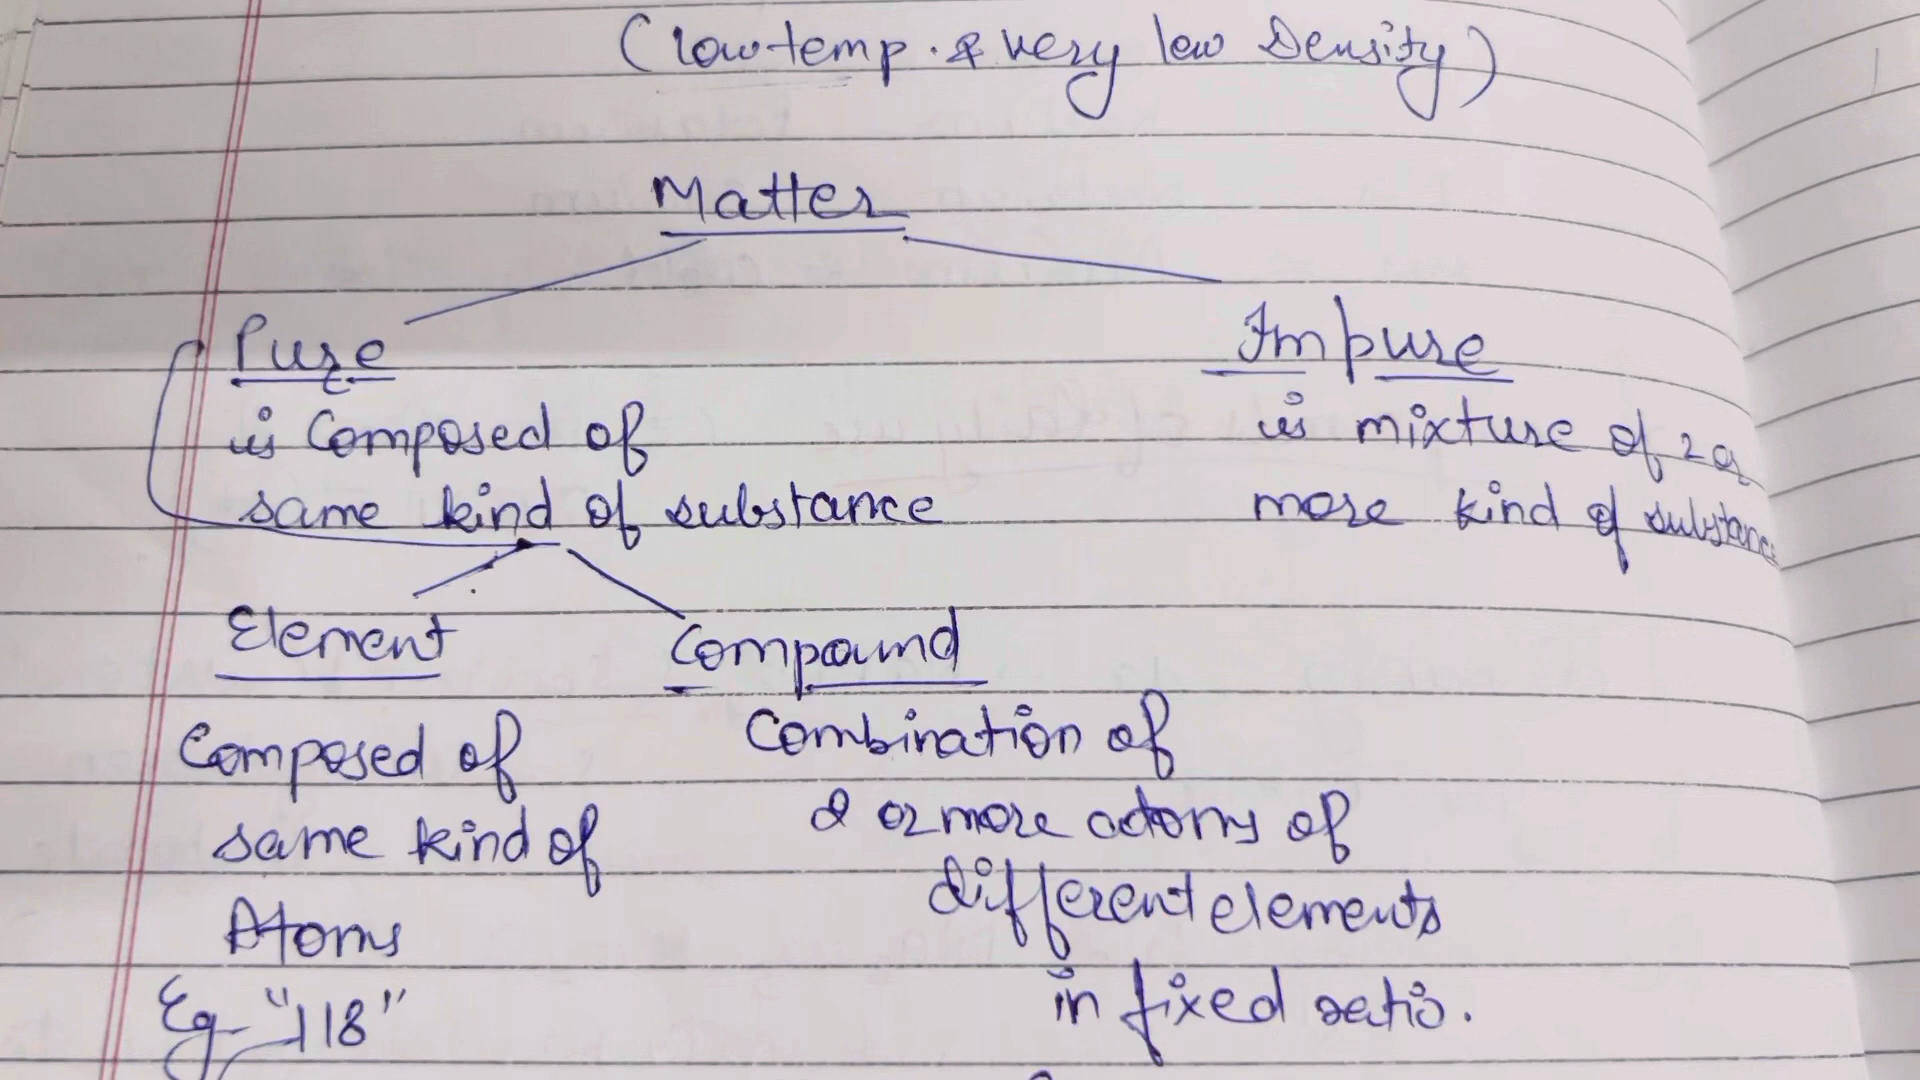 (low temp. & very low Density)
Matter
Pure
is composed of
same kind of substance
Impure
is mixture of 2 or
more kind of substance
Element
Composed of
same kind of
Atoms
Eg "118"
Compound
Combination of
2 or more atoms of
different elements
in fixed ratio.